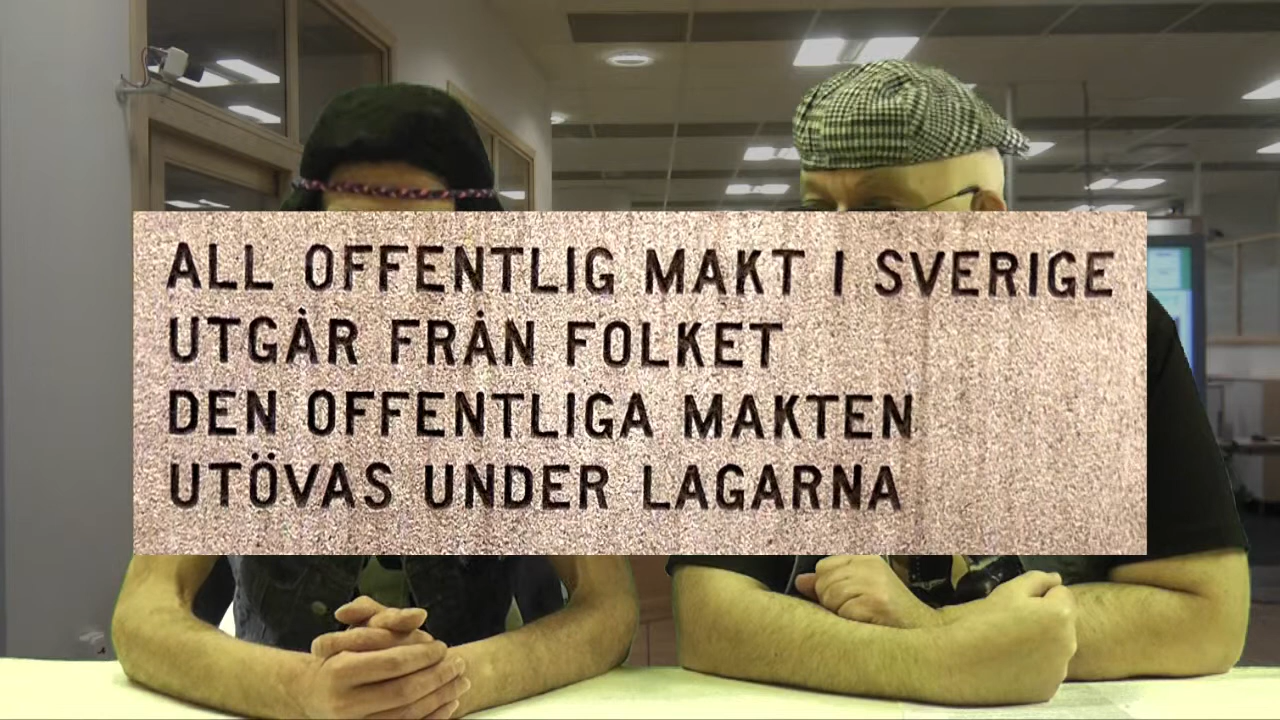 ALL OFFENTLIG MAKT I SVERIGE
UTGÅR FRÅN FOLKET
DEN OFFENTLIGA MAKTEN
UTÖVAS UNDER LAGARNA